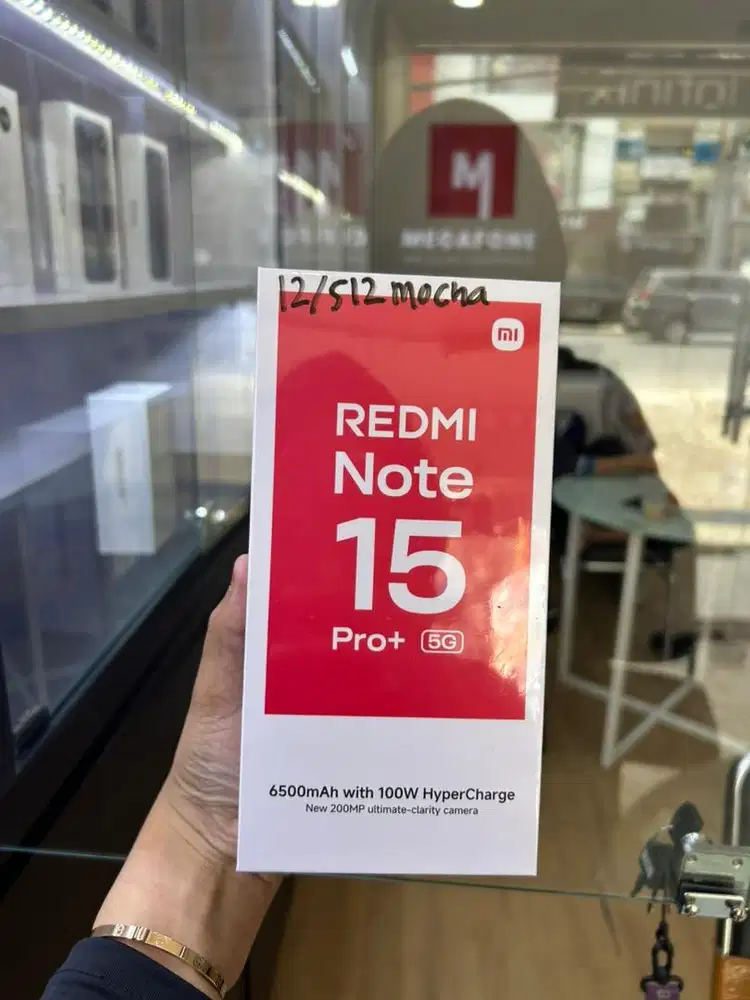 infinix
M
MEGAFONE
12/512 mocha
mi
REDMI
Note
15
Pro+ 5G
6500mAh with 100W HyperCharge
New 200MP ultimate-clarity camera